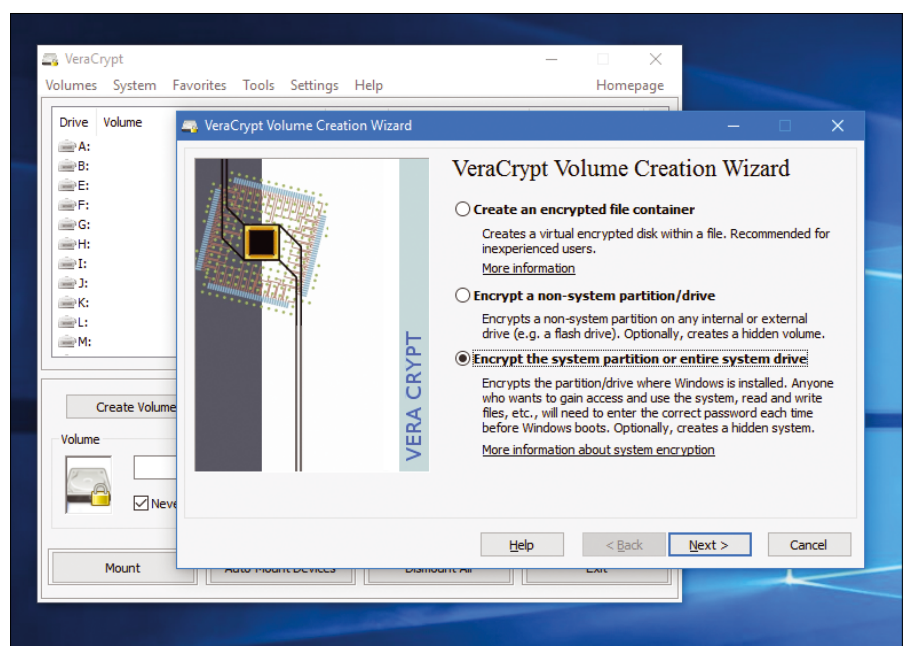 VeraCrypt
Volumes System Favorites Tools Settings Help Homepage
Drive Volume
A:
B:
E:
F:
G:
H:
I:
J:
K:
L:
M:
Create Volume
Volume
Mount
VeraCrypt Volume Creation Wizard
VERA CRYPT
VeraCrypt Volume Creation Wizard
Create an encrypted file container
Creates a virtual encrypted disk within a file. Recommended for
inexperienced users.
More information
Encrypt a non-system partition/drive
Encrypts a non-system partition on any internal or external
drive (e.g. a flash drive). Optionally, creates a hidden volume.
Encrypt the system partition or entire system drive
Encrypts the partition/drive where Windows is installed. Anyone
who wants to gain access and use the system, read and write
files, etc., will need to enter the correct password each time
before Windows boots. Optionally, creates a hidden system.
More information about system encryption
Help < Back Next > Cancel